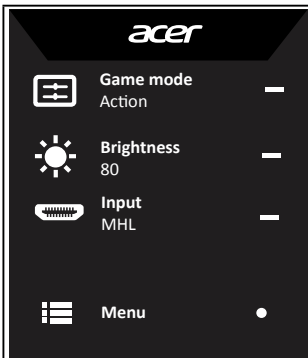 acer
Game mode
Action
Brightness
80
Input
MHL
Menu